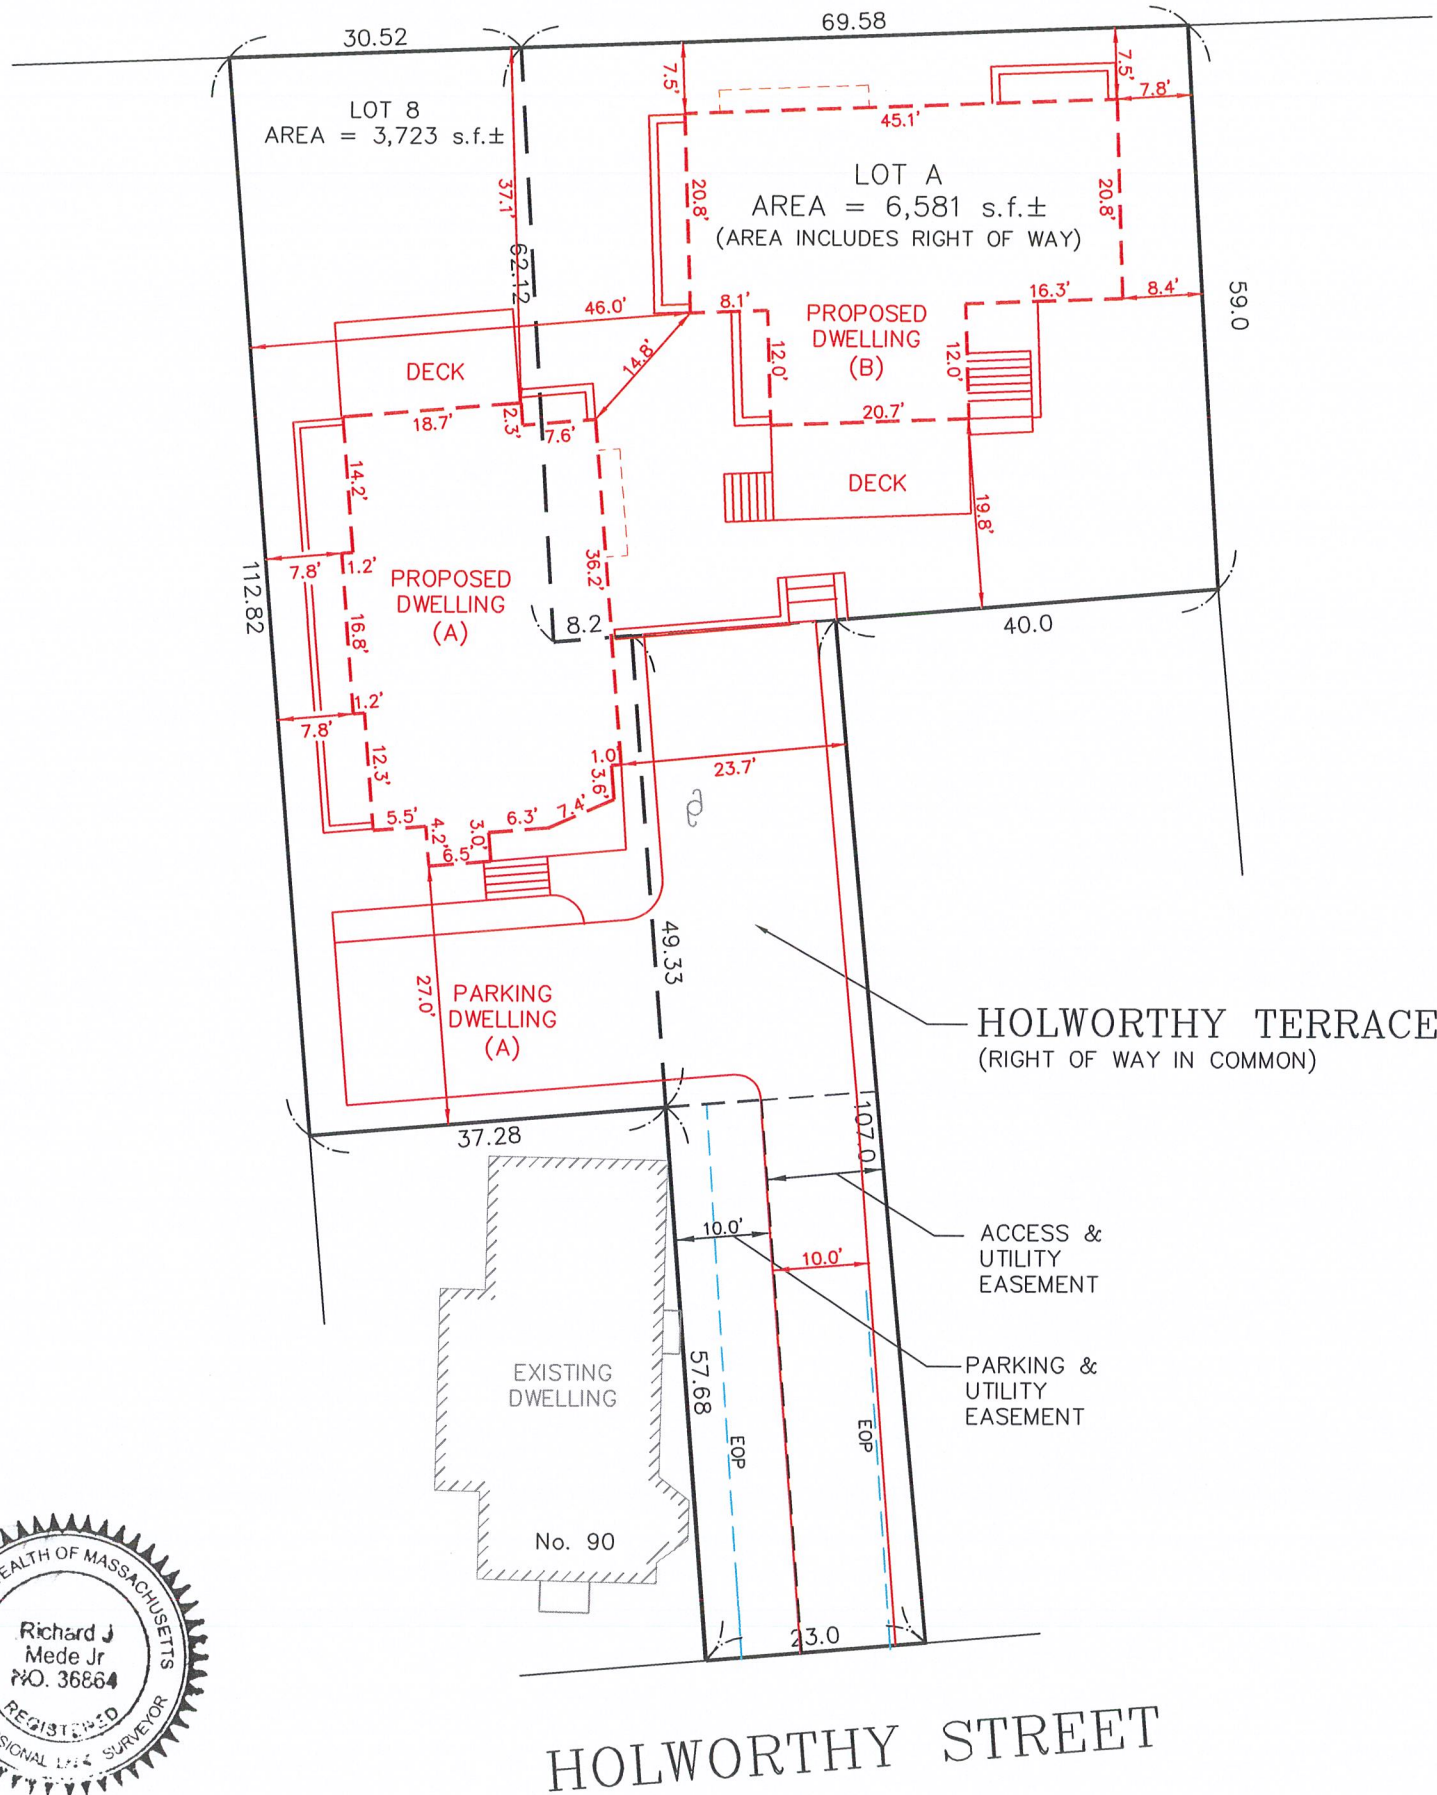 30.52
69.58
LOT 8
AREA = 3,723 s.f.±
7.5'
7.5'
7.8'
45.1'
37.1'
20.8'
LOT A
AREA = 6,581 s.f.±
(AREA INCLUDES RIGHT OF WAY)
20.8'
62.12
46.0'
8.1'
16.3'
8.4'
59.0
PROPOSED
DWELLING
(B)
14.8'
12.0'
12.0'
DECK
18.7'
2.3'
7.6'
20.7'
14.2'
DECK
19.8'
7.8'
1.2'
36.2'
PROPOSED
DWELLING
(A)
112.82
16.8'
8.2
40.0
1.2'
7.8'
12.3'
1.0'
3.6'
23.7'
5.5'
4.2'
6.5'
3.0'
6.3'
7.4'
49.33
27.0'
PARKING
DWELLING
(A)
HOLWORTHY TERRACE
(RIGHT OF WAY IN COMMON)
37.28
107.0
10.0'
10.0'
ACCESS &
UTILITY
EASEMENT
PARKING &
UTILITY
EASEMENT
EXISTING
DWELLING
57.68
EOP
EOP
No. 90
23.0
EALTH OF MASSACHUSETTS
Richard J
Mede Jr
NO. 36864
REGISTERED
SIONAL SURVEYOR
HOLWORTHY STREET